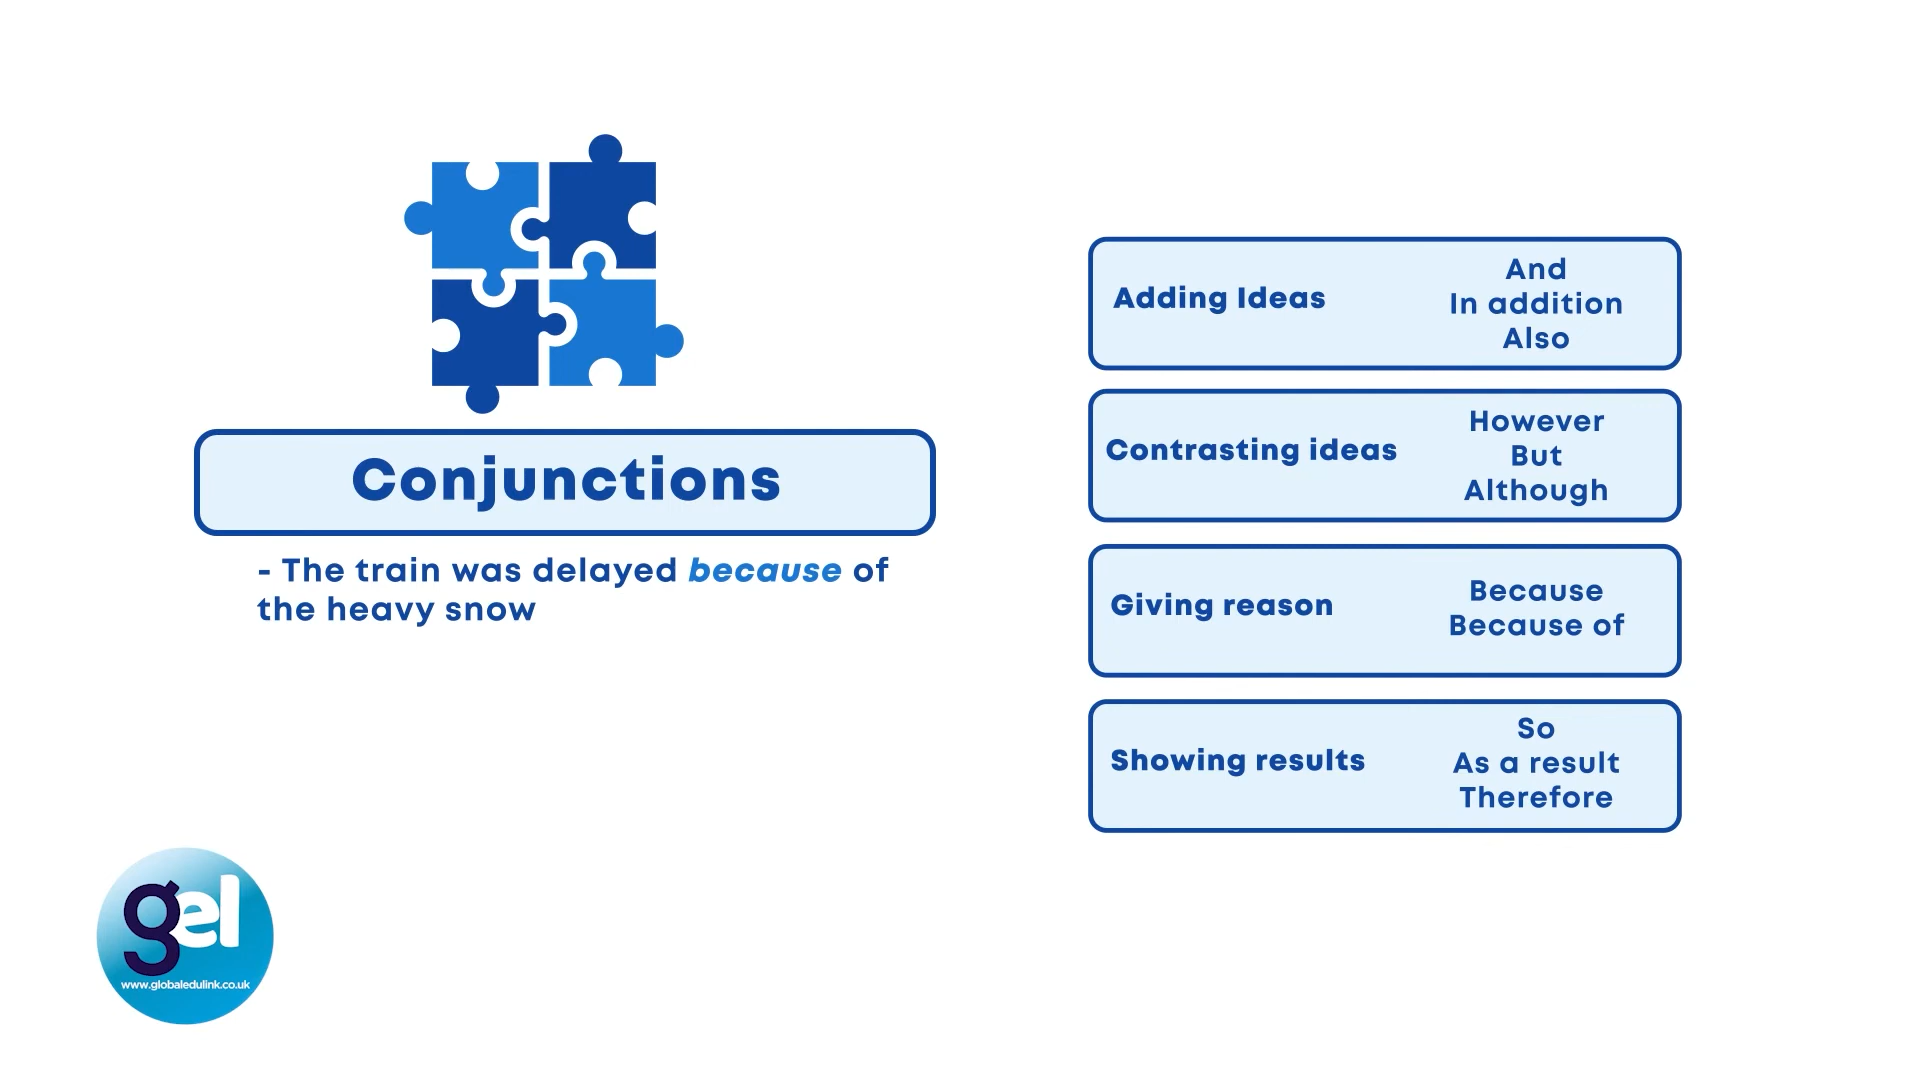 Conjunctions
- The train was delayed because of
the heavy snow
Adding Ideas
And
In addition
Also
Contrasting ideas
However
But
Although
Giving reason
Because
Because of
Showing results
So
As a result
Therefore
gel
www.globaledulink.co.uk